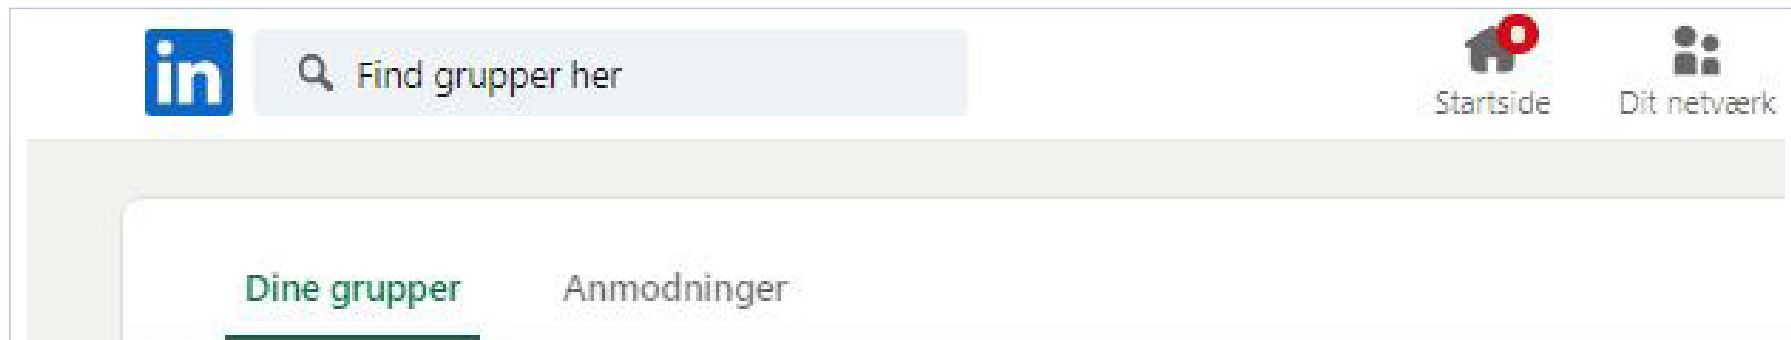 in
Find grupper her
Startside
Dit netværk
Dine grupper
Anmodninger